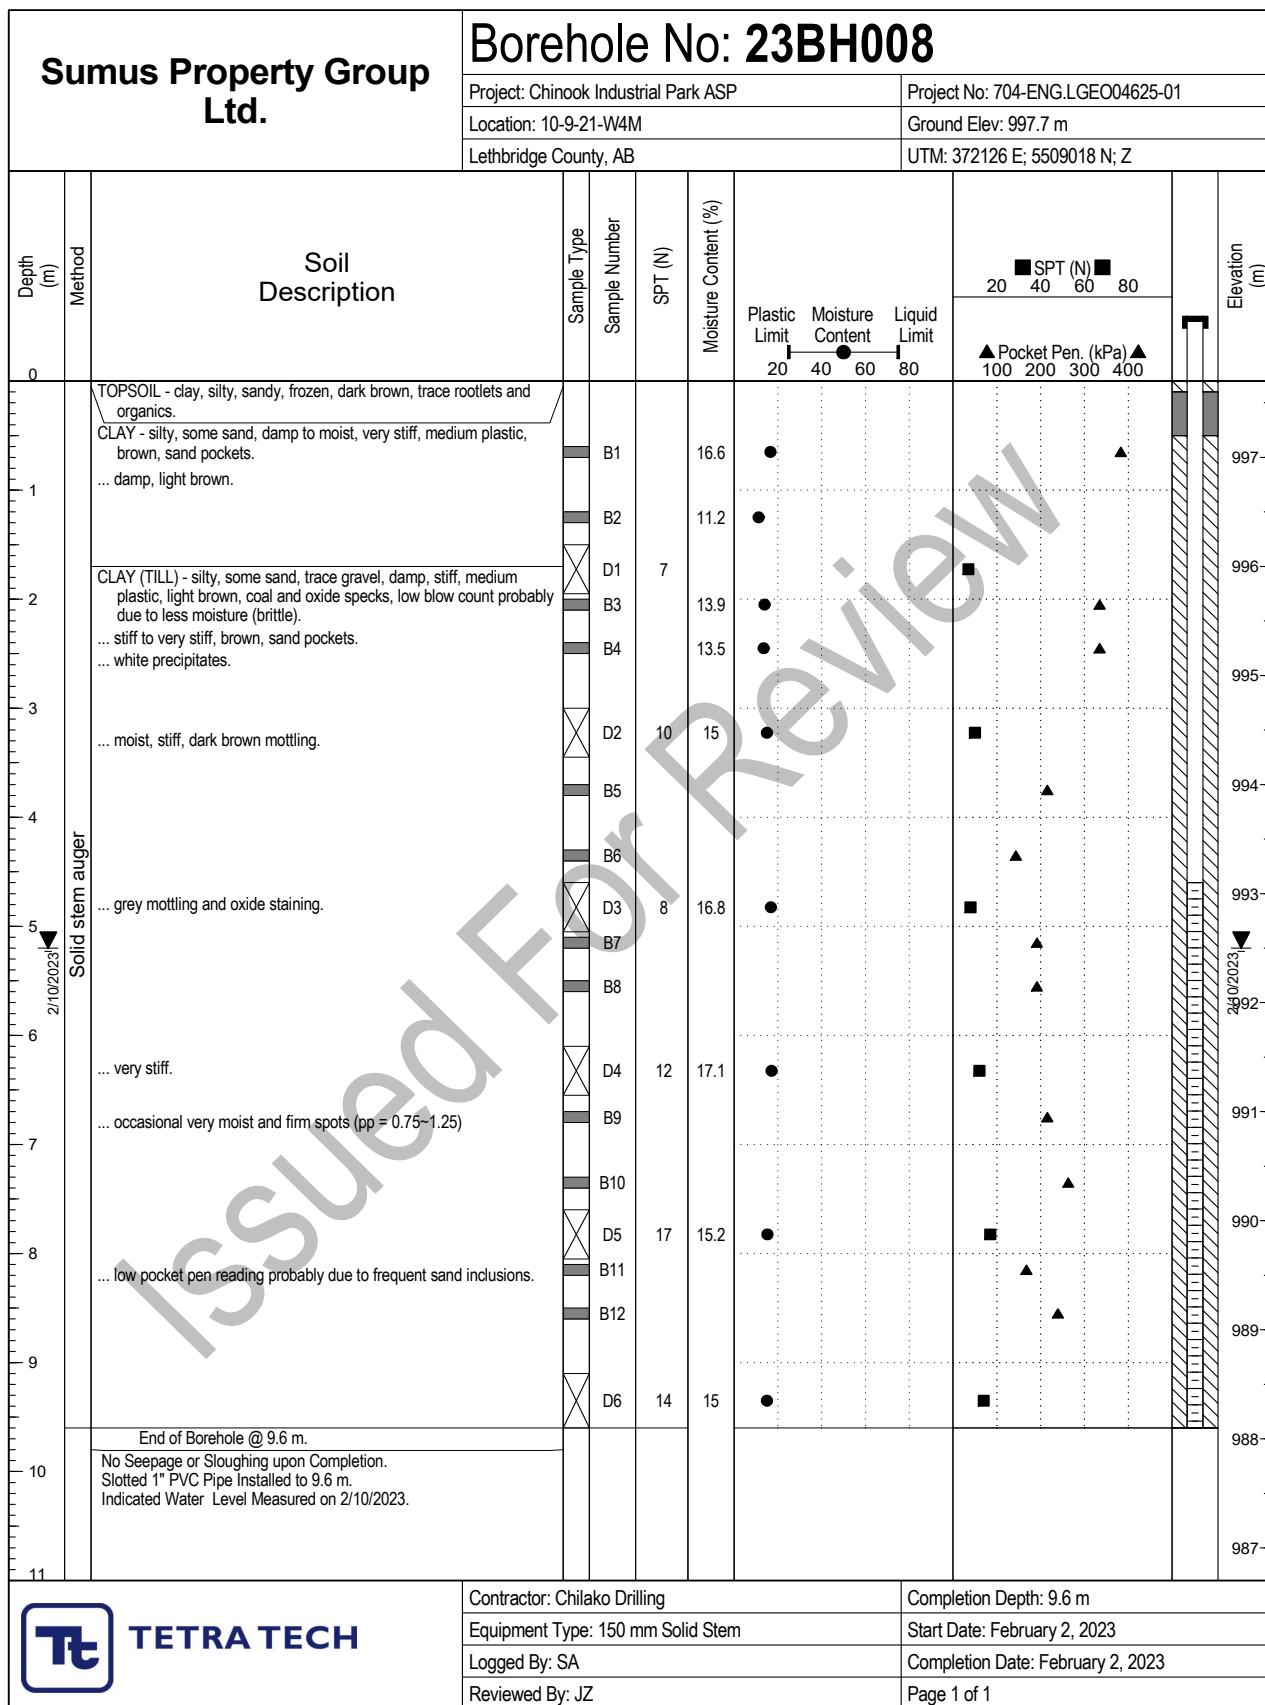 Sumus Property Group
Ltd.
Borehole No: 23BH008
Project: Chinook Industrial Park ASP
Project No: 704-ENG.LGEO04625-01
Location: 10-9-21-W4M
Ground Elev: 997.7 m
Lethbridge County, AB
UTM: 372126 E; 5509018 N; Z
Depth
(m)
Method
Soil
Description
Sample Type
Sample Number
SPT (N)
Moisture Content (%)
Plastic
Limit
Moisture
Content
Liquid
Limit
20 40 60 80
SPT (N)
20 40 60 80
Pocket Pen. (kPa)
100 200 300 400
Elevation
(m)
0
TOPSOIL - clay, silty, sandy, frozen, dark brown, trace rootlets and
organics.
CLAY - silty, some sand, damp to moist, very stiff, medium plastic,
brown, sand pockets.
B1 16.6 997
... damp, light brown.
1
B2 11.2
D1 7 996
CLAY (TILL) - silty, some sand, trace gravel, damp, stiff, medium
plastic, light brown, coal and oxide specks, low blow count probably
due to less moisture (brittle).
2 B3 13.9
... stiff to very stiff, brown, sand pockets.
B4 13.5
... white precipitates.
995
3
D2 10 15
... moist, stiff, dark brown mottling.
B5 994
4
B6
Solid stem auger
... grey mottling and oxide staining.
D3 8 16.8 993
5
B7
2/10/2023
2/10/2023
B8
992
6
... very stiff.
D4 12 17.1
... occasional very moist and firm spots (pp = 0.75~1.25)
B9 991
7
B10
D5 17 15.2 990
8
B11
... low pocket pen reading probably due to frequent sand inclusions.
B12
989
9
D6 14 15
End of Borehole @ 9.6 m.
988
No Seepage or Sloughing upon Completion.
10
Slotted 1" PVC Pipe Installed to 9.6 m.
Indicated Water Level Measured on 2/10/2023.
987
11
Issued For Review
Tt TETRA TECH
Contractor: Chilako Drilling
Completion Depth: 9.6 m
Equipment Type: 150 mm Solid Stem
Start Date: February 2, 2023
Logged By: SA
Completion Date: February 2, 2023
Reviewed By: JZ
Page 1 of 1